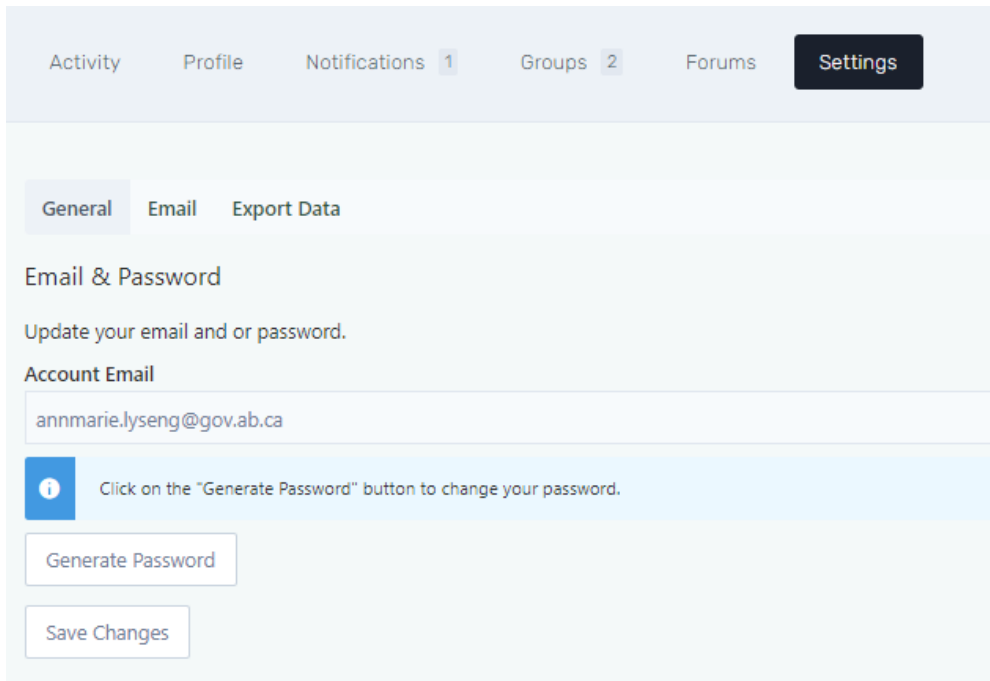 Activity Profile Notifications 1 Groups 2 Forums Settings
General Email Export Data
Email & Password
Update your email and or password.
Account Email
annmarie.lyseng@gov.ab.ca
Click on the "Generate Password" button to change your password.
Generate Password
Save Changes